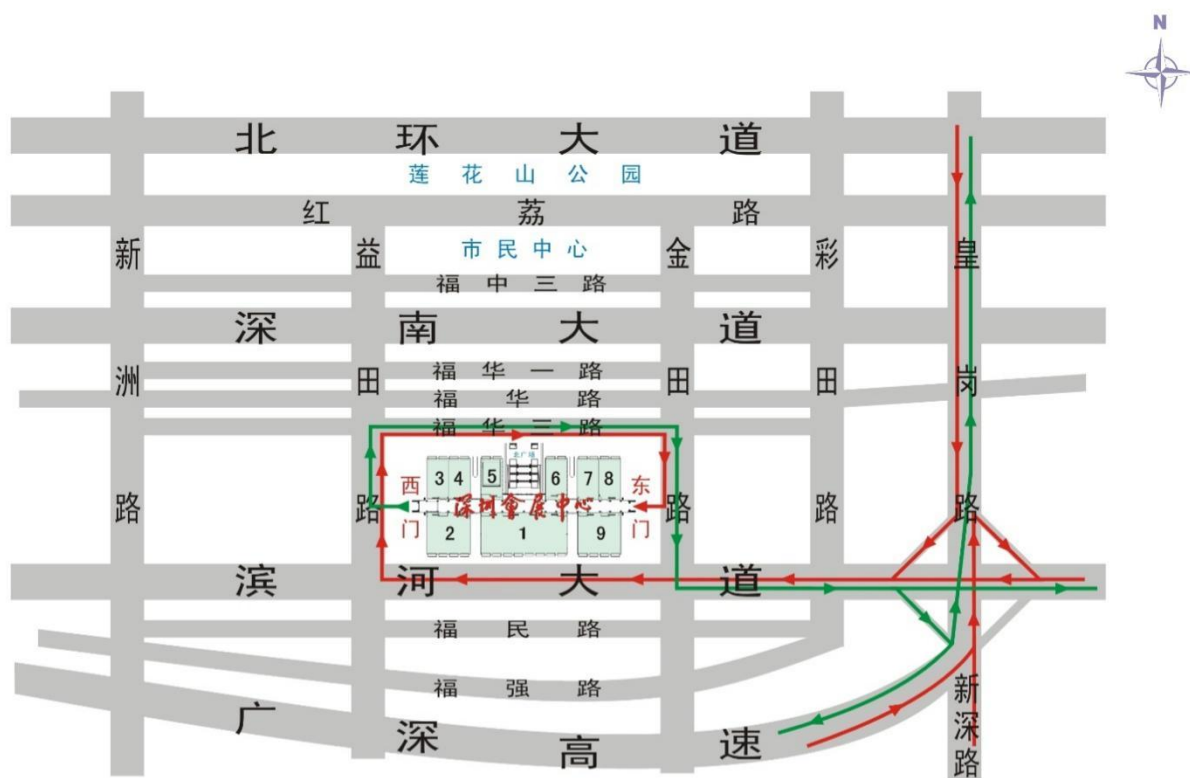 N
北环大道
莲花山公园
红荔路
市民中心
福中三路
深南大道
福华一路
福华路
福华三路
新洲路
益田路
金田路
彩田路
皇岗路
北广场
3 4 5 6 7 8
西门
深圳會展中心
东门
2 1 9
滨河大道
福民路
福强路
广深高速
新深路